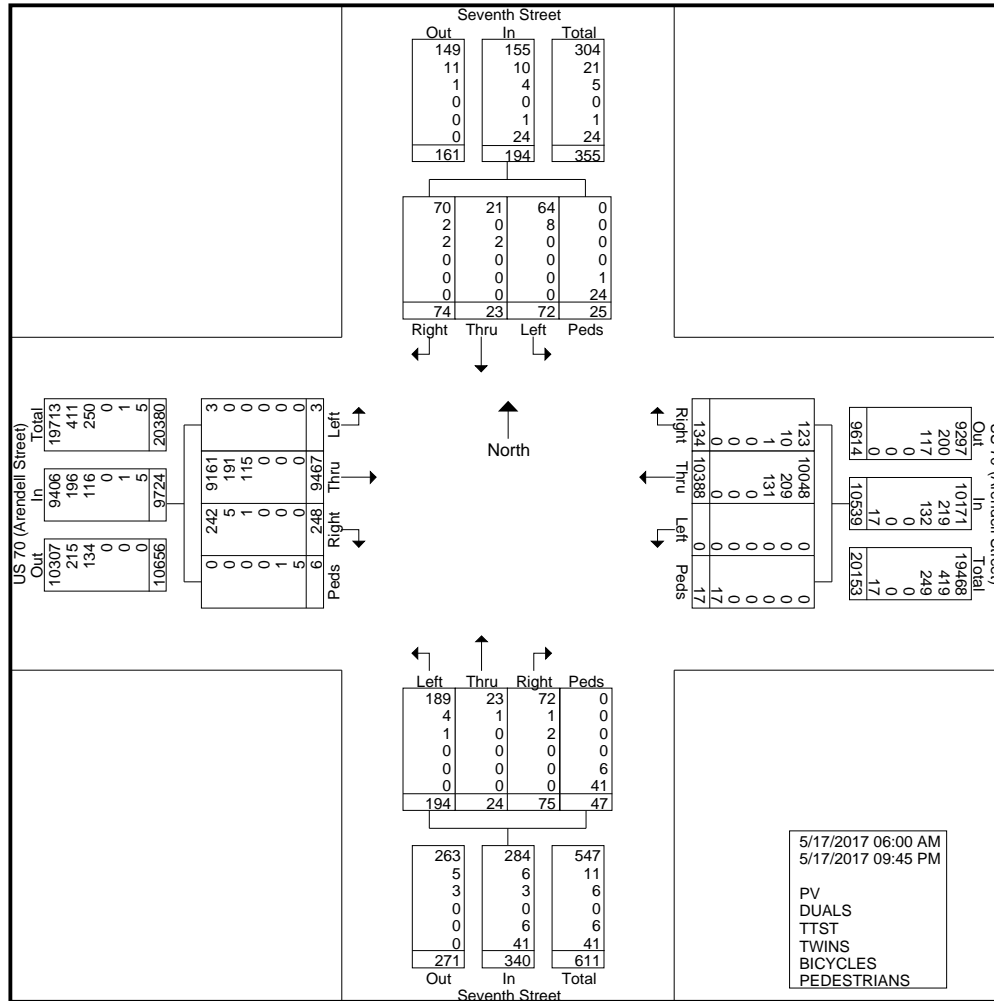 Seventh Street
Out In Total
149 155 304
11 10 21
1 4 5
0 0 0
0 1 1
0 24 24
161 194 355
70 21 64 0
2 0 8 0
2 2 0 0
0 0 0 0
0 0 0 1
0 0 0 24
74 23 72 25
Right Thru Left Peds
North
US 70 (Arendell Street)
Out In Total
10307 9406 19713
215 196 411
134 116 250
0 0 0
0 1 1
0 5 5
10656 9724 20380
3 9161 242 0
0 191 5 0
0 115 1 0
0 0 0 0
0 0 0 1
0 0 0 5
3 9467 248 6
Left Thru Right Peds
Right Thru Left Peds
134 10388 0 17
0 0 0 17
0 0 0 0
0 0 0 0
1 131 0 0
10 209 0 0
123 10048 0 0
US 70 (Arendell Street)
Out In Total
9297 10171 19468
200 219 419
117 132 249
0 0 0
0 0 0
0 17 17
9614 10539 20153
Left Thru Right Peds
189 23 72 0
4 1 1 0
1 0 2 0
0 0 0 0
0 0 0 6
0 0 0 41
194 24 75 47
263 284 547
5 6 11
3 3 6
0 0 0
0 6 6
0 41 41
271 340 611
Out In Total
Seventh Street
5/17/2017 06:00 AM
5/17/2017 09:45 PM
PV
DUALS
TTST
TWINS
BICYCLES
PEDESTRIANS